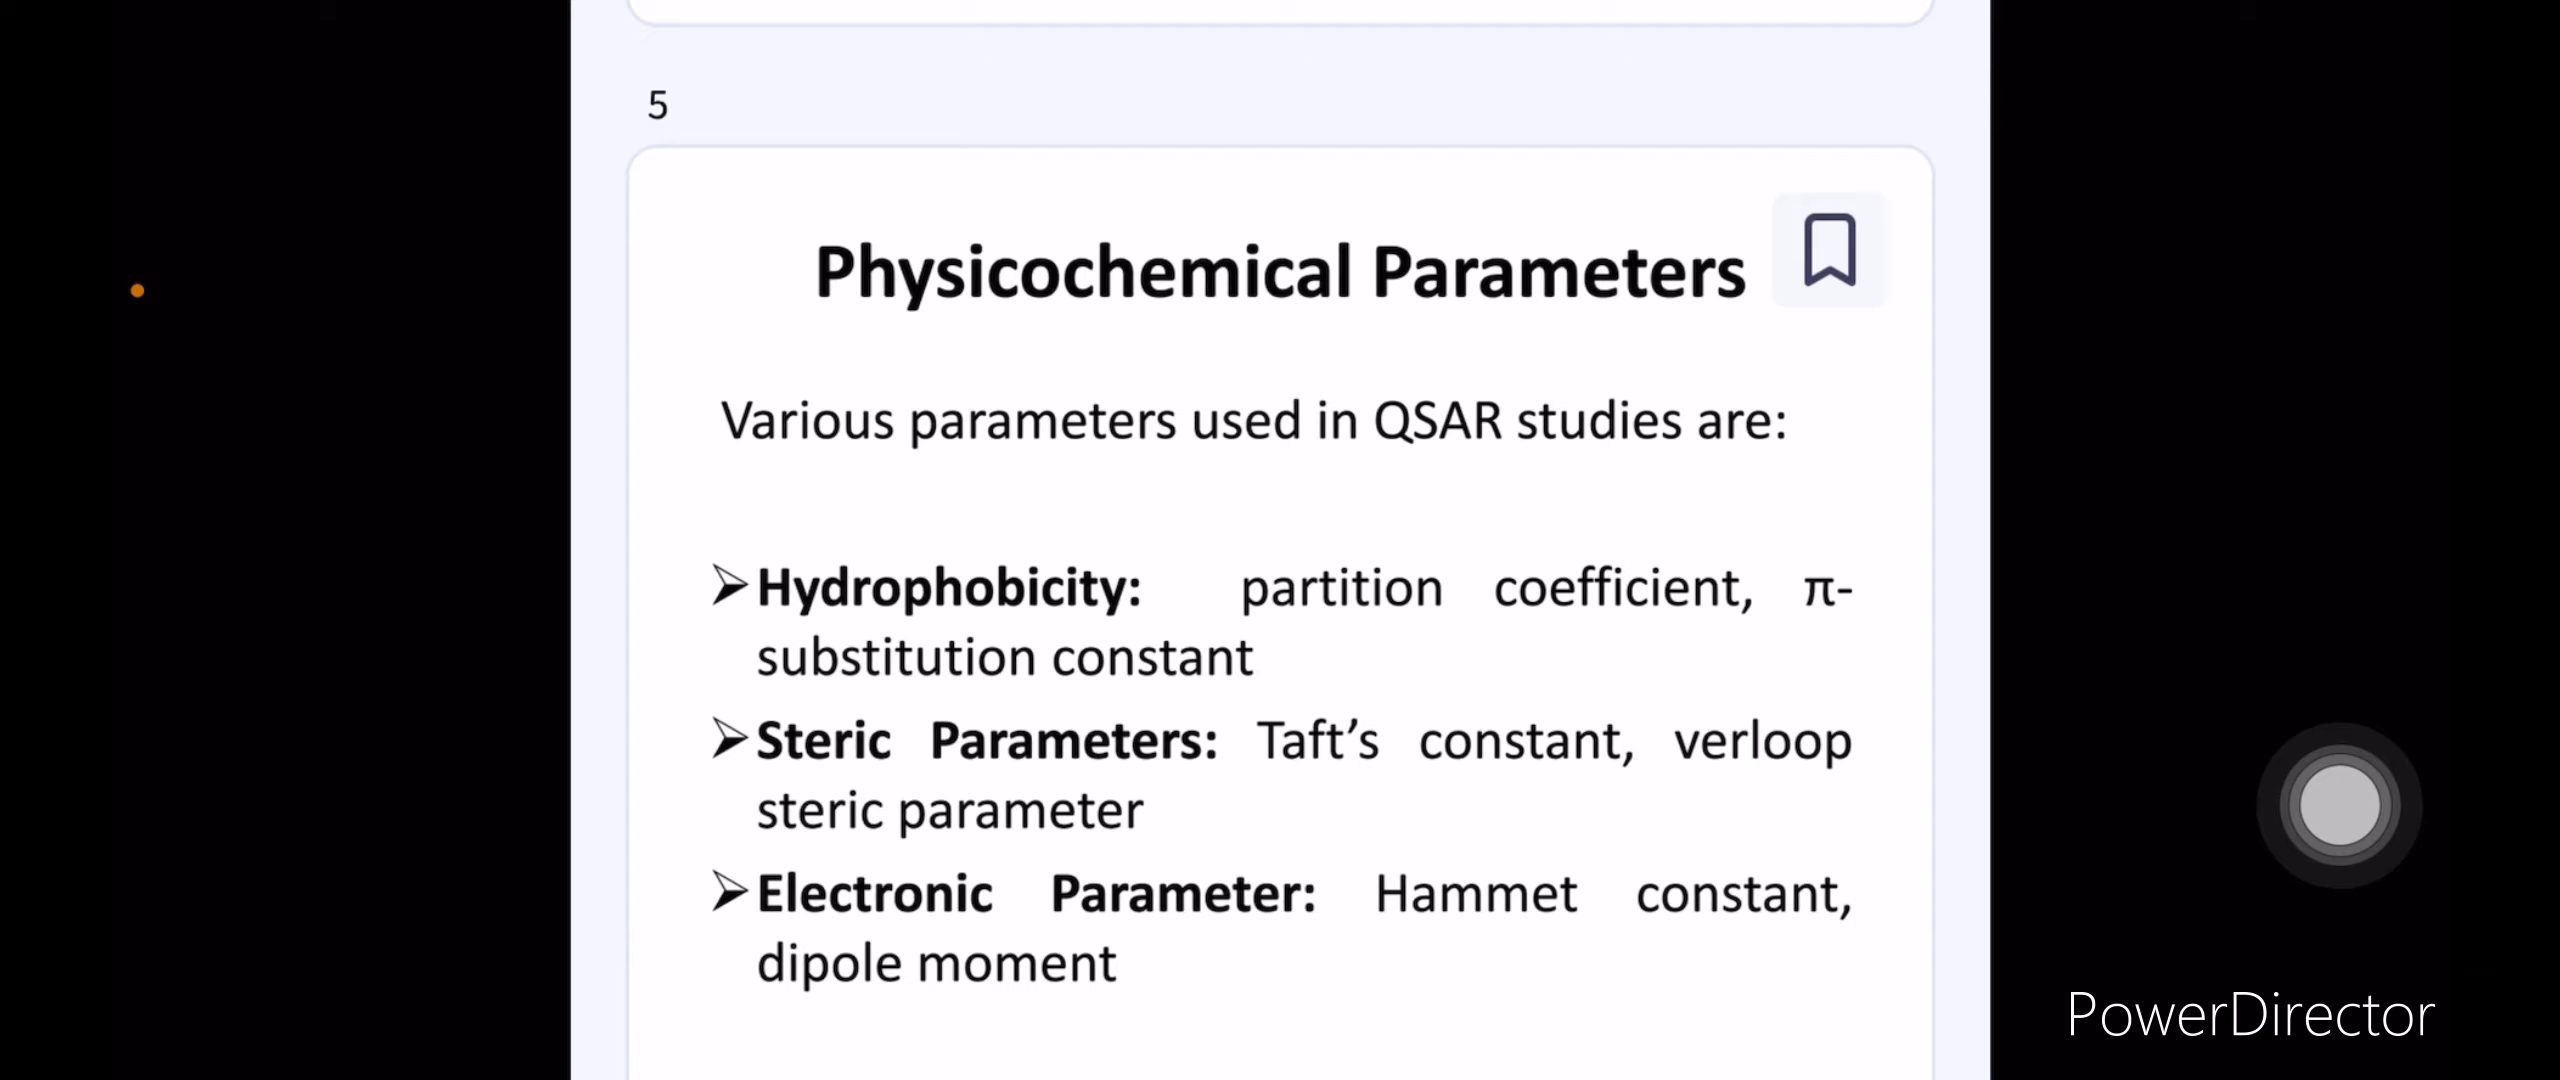 5
Physicochemical Parameters
Various parameters used in QSAR studies are:
➢Hydrophobicity: partition coefficient, π-
substitution constant
➢Steric Parameters: Taft’s constant, verloop
steric parameter
➢Electronic Parameter: Hammet constant,
dipole moment
PowerDirector